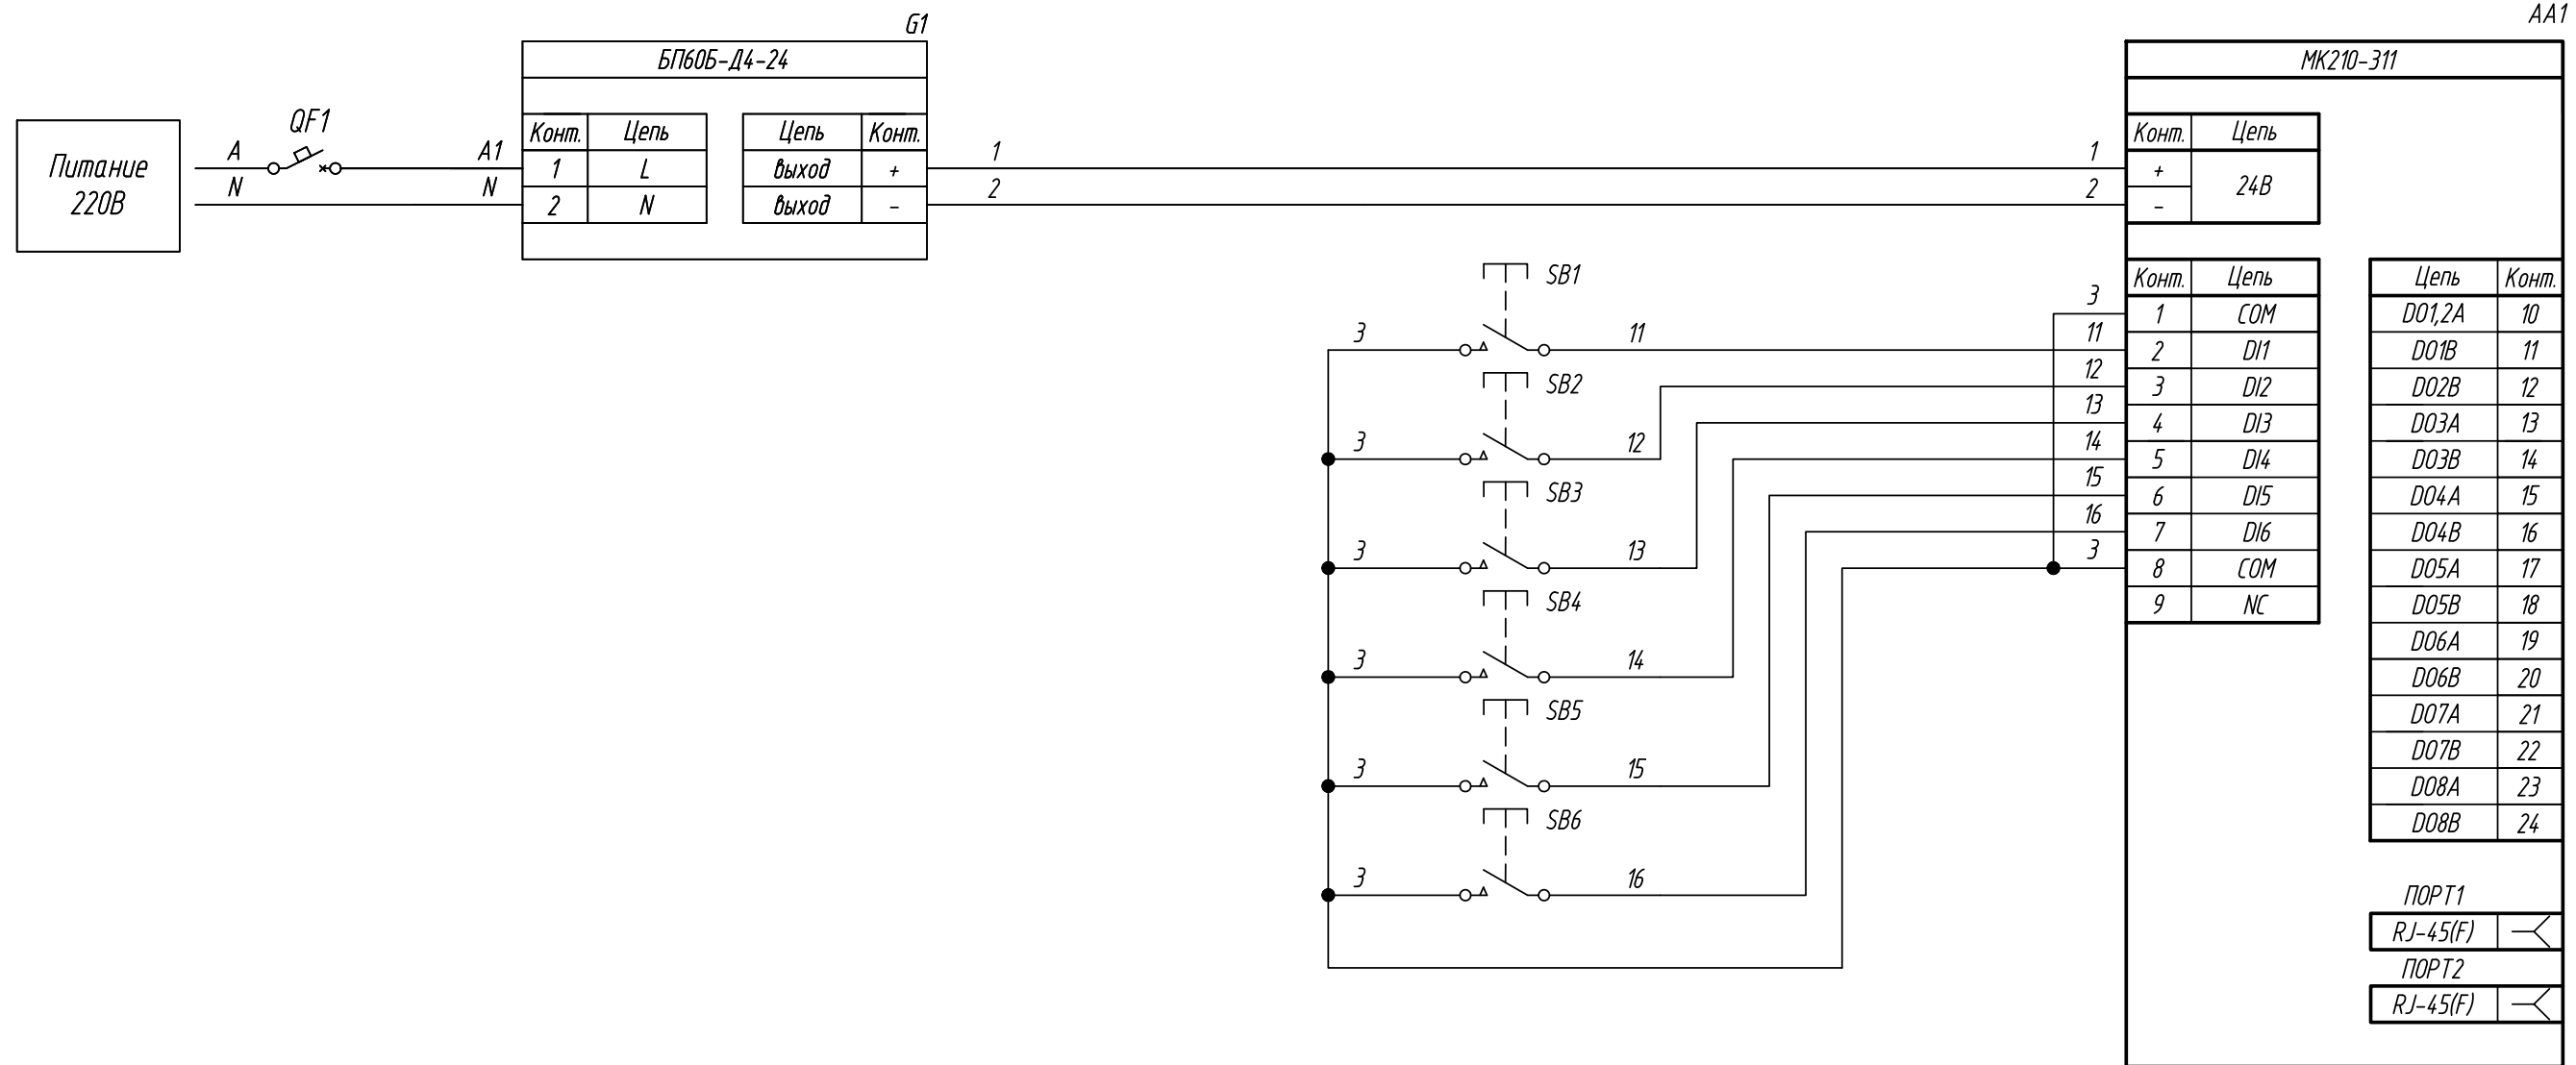 G1
AA1
БП60Б-Д4-24
МК210-311
QF1
Питание
220В
A
N
A1
N
Конт. Цепь
1 L
2 N
Цепь Конт.
выход +
выход -
1
2
1
2
Конт. Цепь
+ 24В
-
SB1
3 11
SB2
3 12
SB3
3 13
SB4
3 14
SB5
3 15
SB6
3 16
3
11
12
13
14
15
16
3
Конт. Цепь
1 COM
2 DI1
3 DI2
4 DI3
5 DI4
6 DI5
7 DI6
8 COM
9 NC
Цепь Конт.
DO1,2A 10
DO1B 11
DO2B 12
DO3A 13
DO3B 14
DO4A 15
DO4B 16
DO5A 17
DO5B 18
DO6A 19
DO6B 20
DO7A 21
DO7B 22
DO8A 23
DO8B 24
ПОРТ1
RJ-45(F)
ПОРТ2
RJ-45(F)